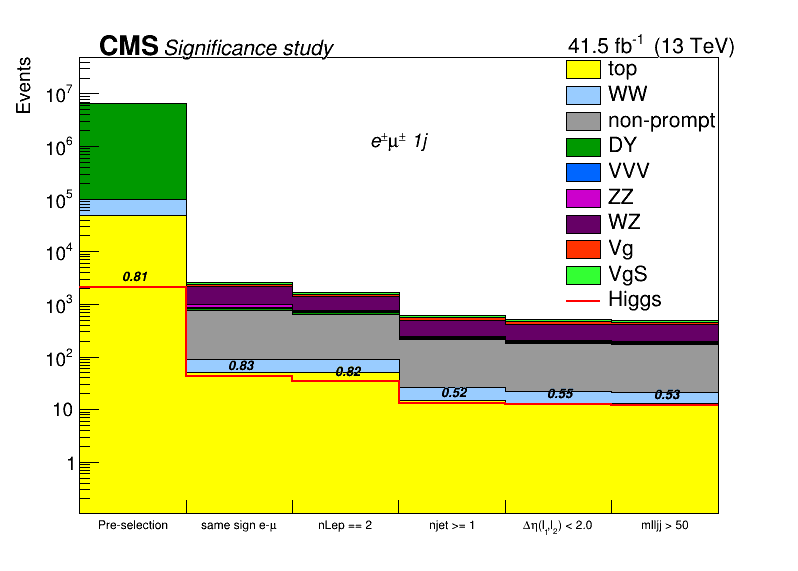 CMS Significance study
41.5 fb⁻¹ (13 TeV)
Events
10⁷
10⁶
10⁵
10⁴
10³
10²
10
1
e±μ± 1j
top
WW
non-prompt
DY
VVV
ZZ
WZ
Vg
VgS
Higgs
0.81
0.83
0.82
0.52
0.55
0.53
Pre-selection
same sign e-μ
nLep == 2
njet >= 1
Δη(l₁,l₂) < 2.0
mlljj > 50